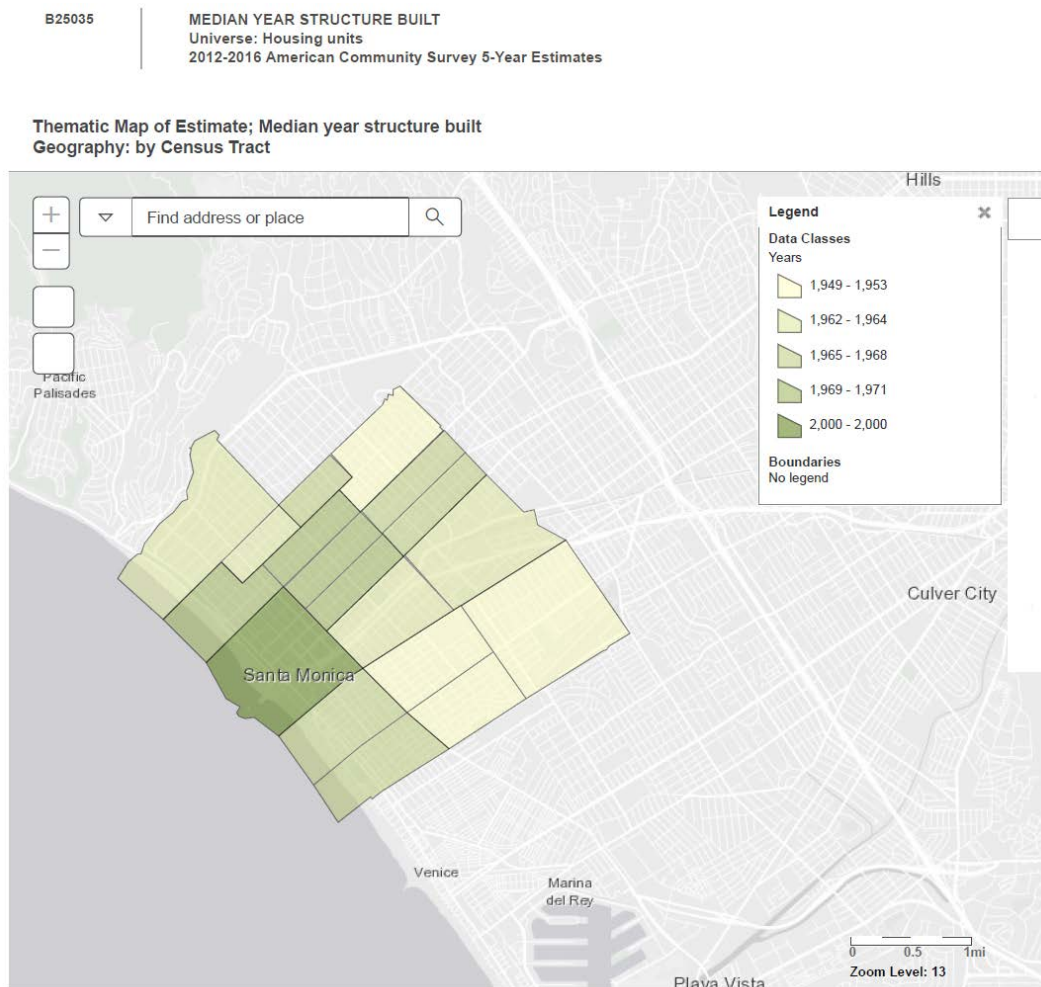 B25035
MEDIAN YEAR STRUCTURE BUILT
Universe: Housing units
2012-2016 American Community Survey 5-Year Estimates
Thematic Map of Estimate; Median year structure built
Geography: by Census Tract
Find address or place
Hills
Legend
Data Classes
Years
1,949 - 1,953
1,962 - 1,964
1,965 - 1,968
1,969 - 1,971
2,000 - 2,000
Boundaries
No legend
Pacific
Palisades
Culver City
Santa Monica
Venice
Marina
del Rey
Playa Vista
0 0.5 1mi
Zoom Level: 13